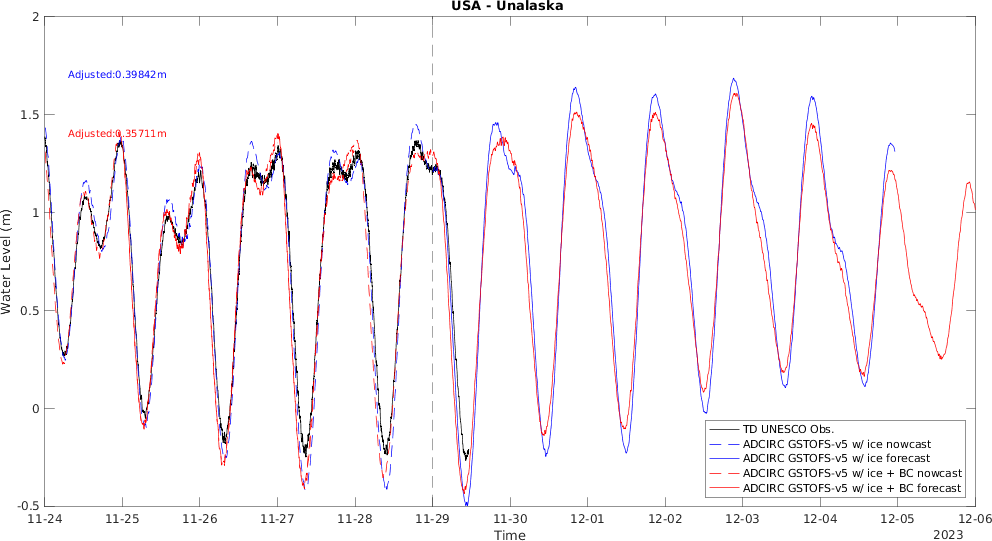 USA - Unalaska
2
1.5
1
0.5
0
-0.5
Water Level (m)
Adjusted:0.39842m
Adjusted:0.35711m
TD UNESCO Obs.
ADCIRC GSTOFS-v5 w/ ice nowcast
ADCIRC GSTOFS-v5 w/ ice forecast
ADCIRC GSTOFS-v5 w/ ice + BC nowcast
ADCIRC GSTOFS-v5 w/ ice + BC forecast
11-24 11-25 11-26 11-27 11-28 11-29 11-30 12-01 12-02 12-03 12-04 12-05 12-06
Time
2023